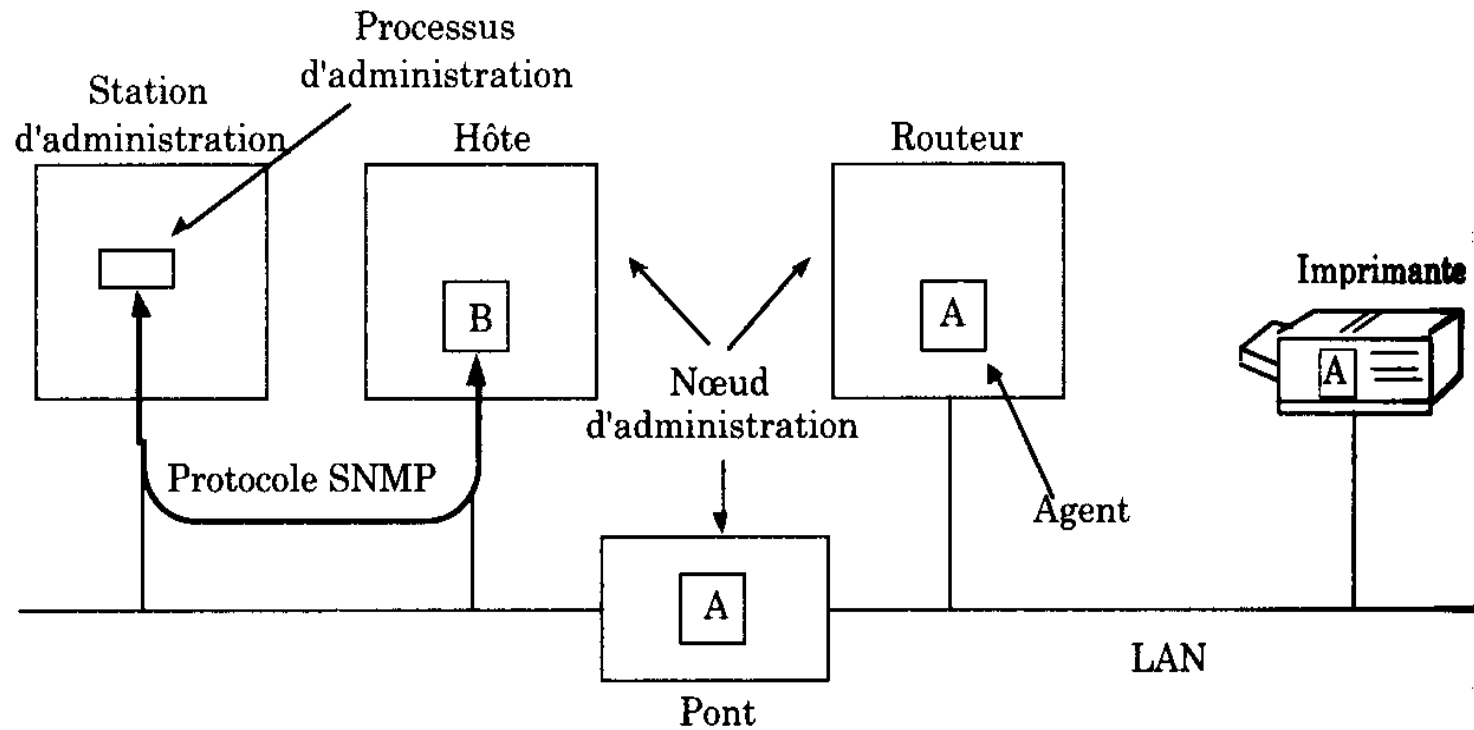 Processus
d'administration
Station
d'administration
Hôte
Routeur
Imprimante
B
A
A
Nœud
d'administration
Protocole SNMP
Agent
A
LAN
Pont